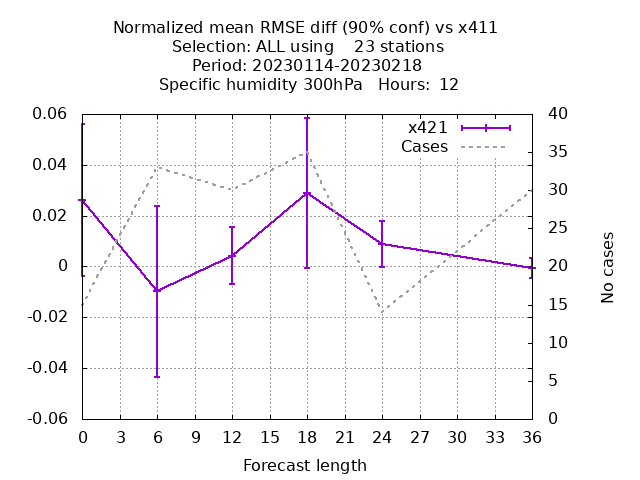 Normalized mean RMSE diff (90% conf) vs x411
Selection: ALL using    23 stations
Period: 20230114-20230218
Specific humidity 300hPa   Hours:  12
x421
Cases
0.06
0.04
0.02
0
-0.02
-0.04
-0.06
40
35
30
25
20
15
10
5
0
No cases
0 3 6 9 12 15 18 21 24 27 30 33 36
Forecast length